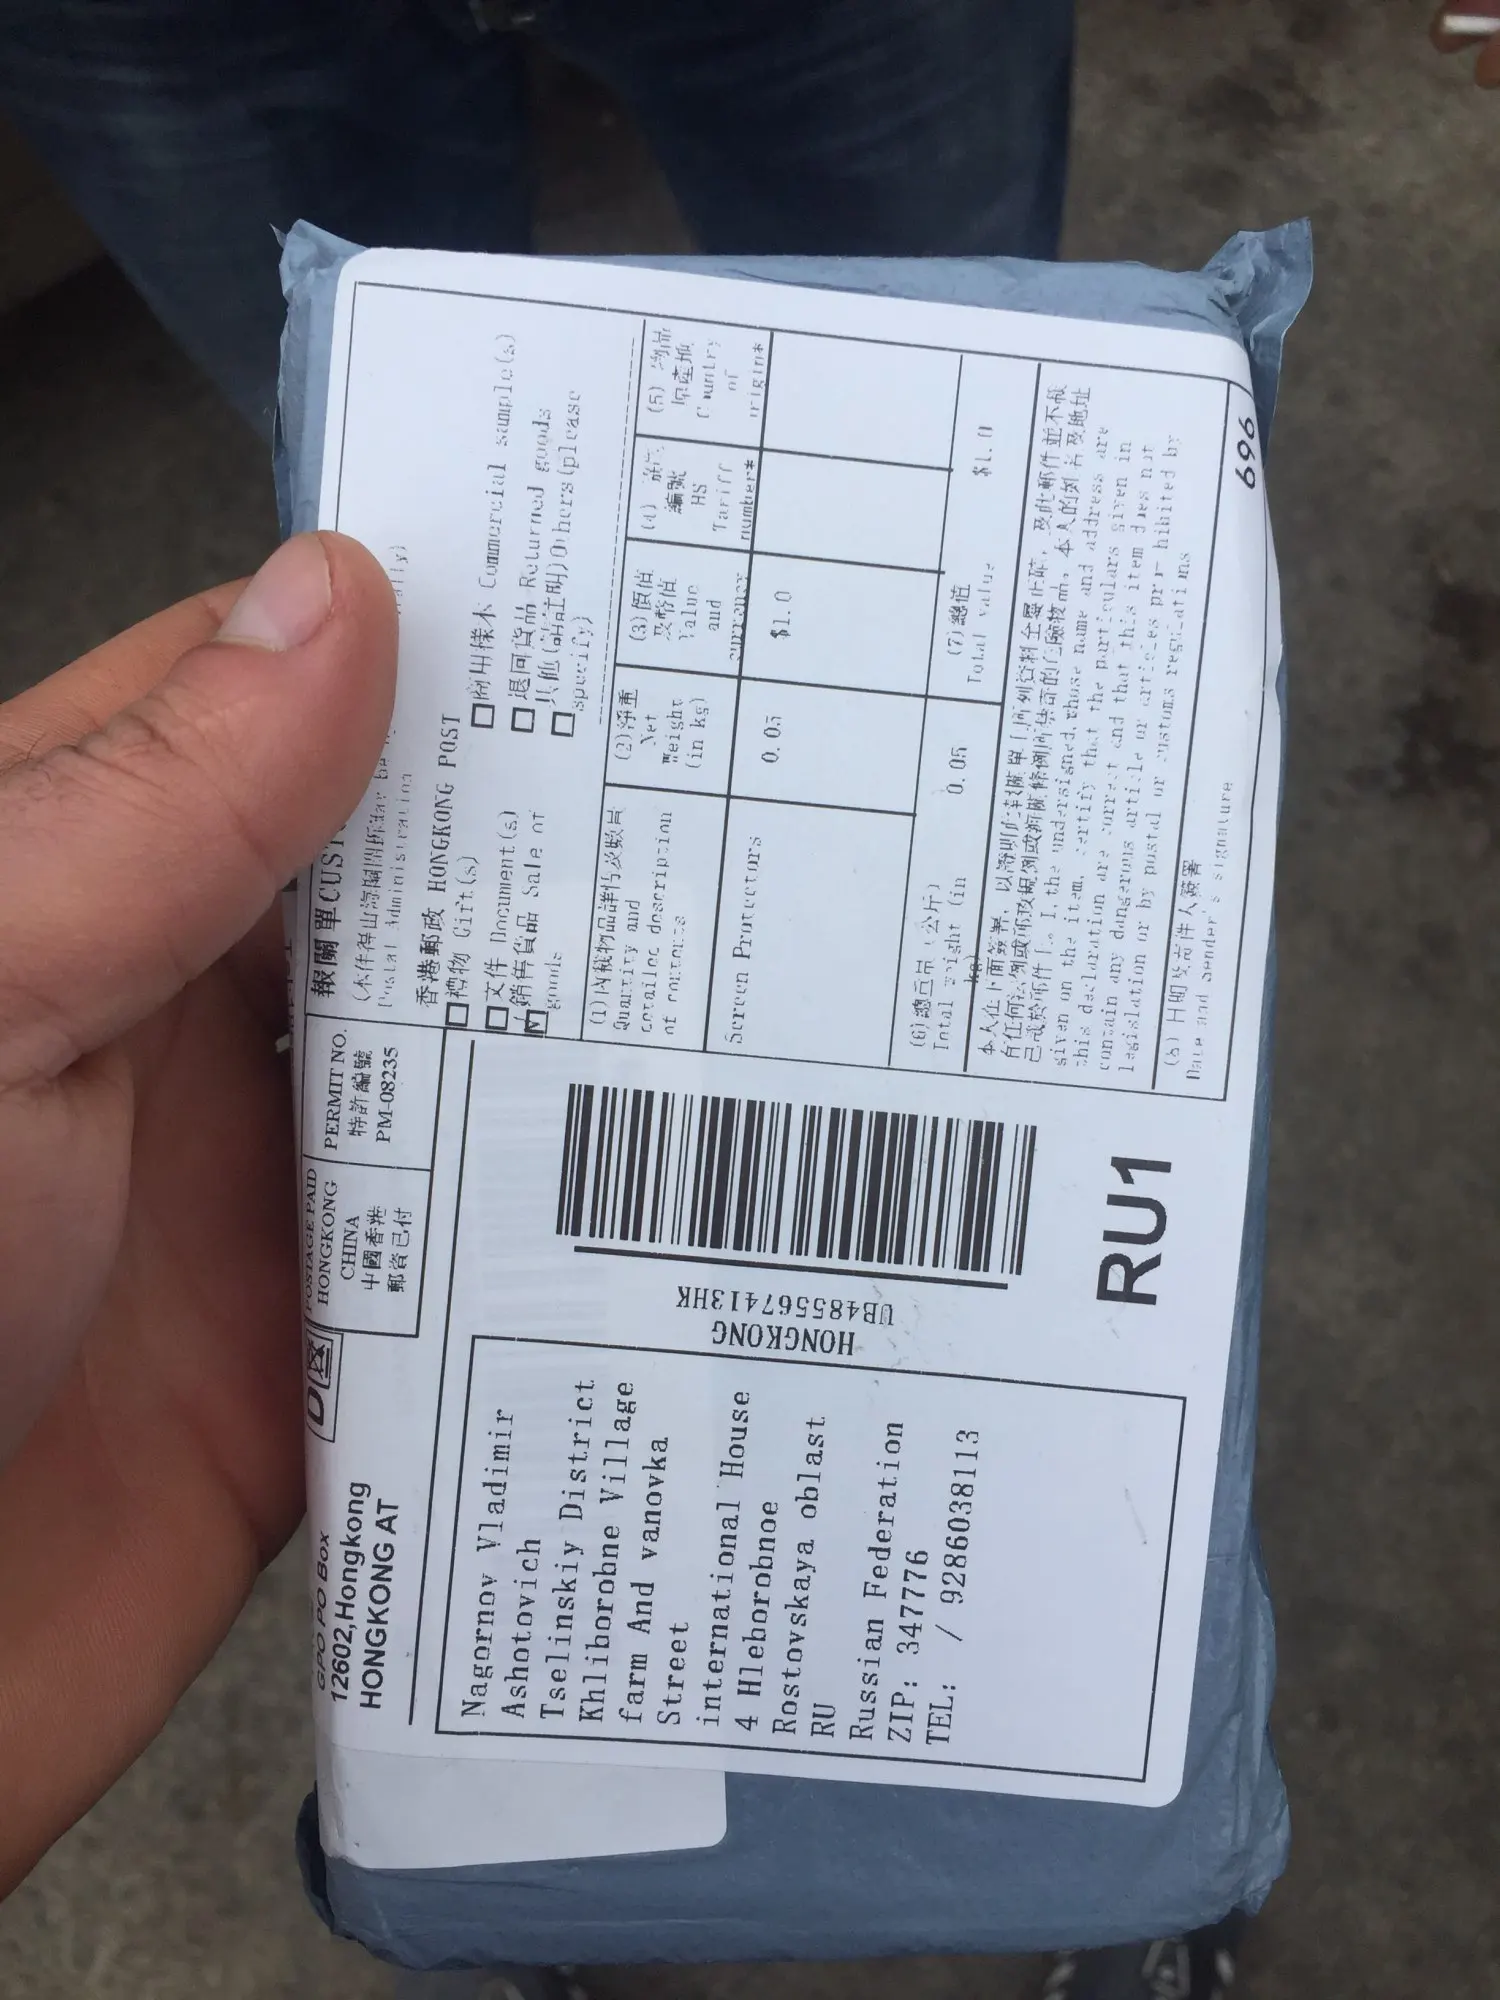 GPO PO Box
12602,Hongkong
HONGKONG AT
D
POSTAGE PAID
HONGKONG
CHINA
中國香港
郵資已付
PERMIT NO.
特許編號
PM-08235
Nagornov Vladimir
Ashotovich
Tselinskiy District
Khliborobne Village
farm And vanovka
Street
international House
4 Hleborobnoe
Rostovskaya oblast
RU
Russian Federation
ZIP: 347776
TEL: / 9286038113
HONGKONG
UB485567413HK
RU1
報關單CUST
Postal Administration
香港郵政 HONGKONG POST
禮物 Gift(s)
商用樣本 Commercial sample(s)
文件 Document(s)
退回貨品 Returned goods
銷售貨品 Sale of
goods
其他(請註明)Others(please
specify)
(1)內載物品詳情及數量
Quantity and
detailed description
of contents
(2)淨重
Net
Weight
(in kg)
(3)價值
及幣值
Value
and
currency
(4)
編號
HS
Tariff
number*
(5) 物品
原產地
Country
of
origin*
Screen Protectors
0.05
$1.0
(6)總重量(公斤)
Total weight (in
kg)
0.05
(7)總值
Total value
$1.0
given on the item, certify that the particulars given in
this declaration are correct and that this item does not
contain any dangerous article or articles prohibited by
legislation or by postal or customs regulations
(8)日期及寄件人簽署
Date and Sender's signature
696